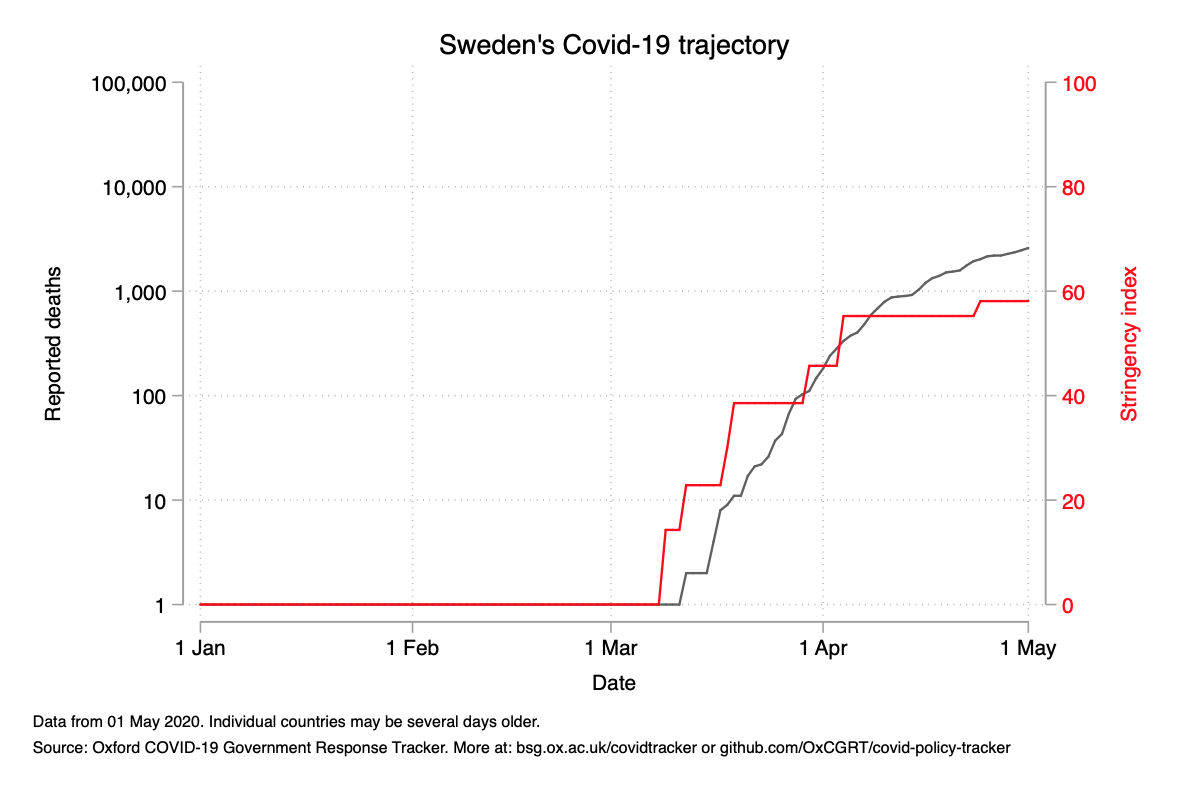 Sweden's Covid-19 trajectory
100,000
10,000
1,000
100
10
1
Reported deaths
100
80
60
40
20
0
Stringency index
1 Jan
1 Feb
1 Mar
1 Apr
1 May
Date
Data from 01 May 2020. Individual countries may be several days older.
Source: Oxford COVID-19 Government Response Tracker. More at: bsg.ox.ac.uk/covidtracker or github.com/OxCGRT/covid-policy-tracker